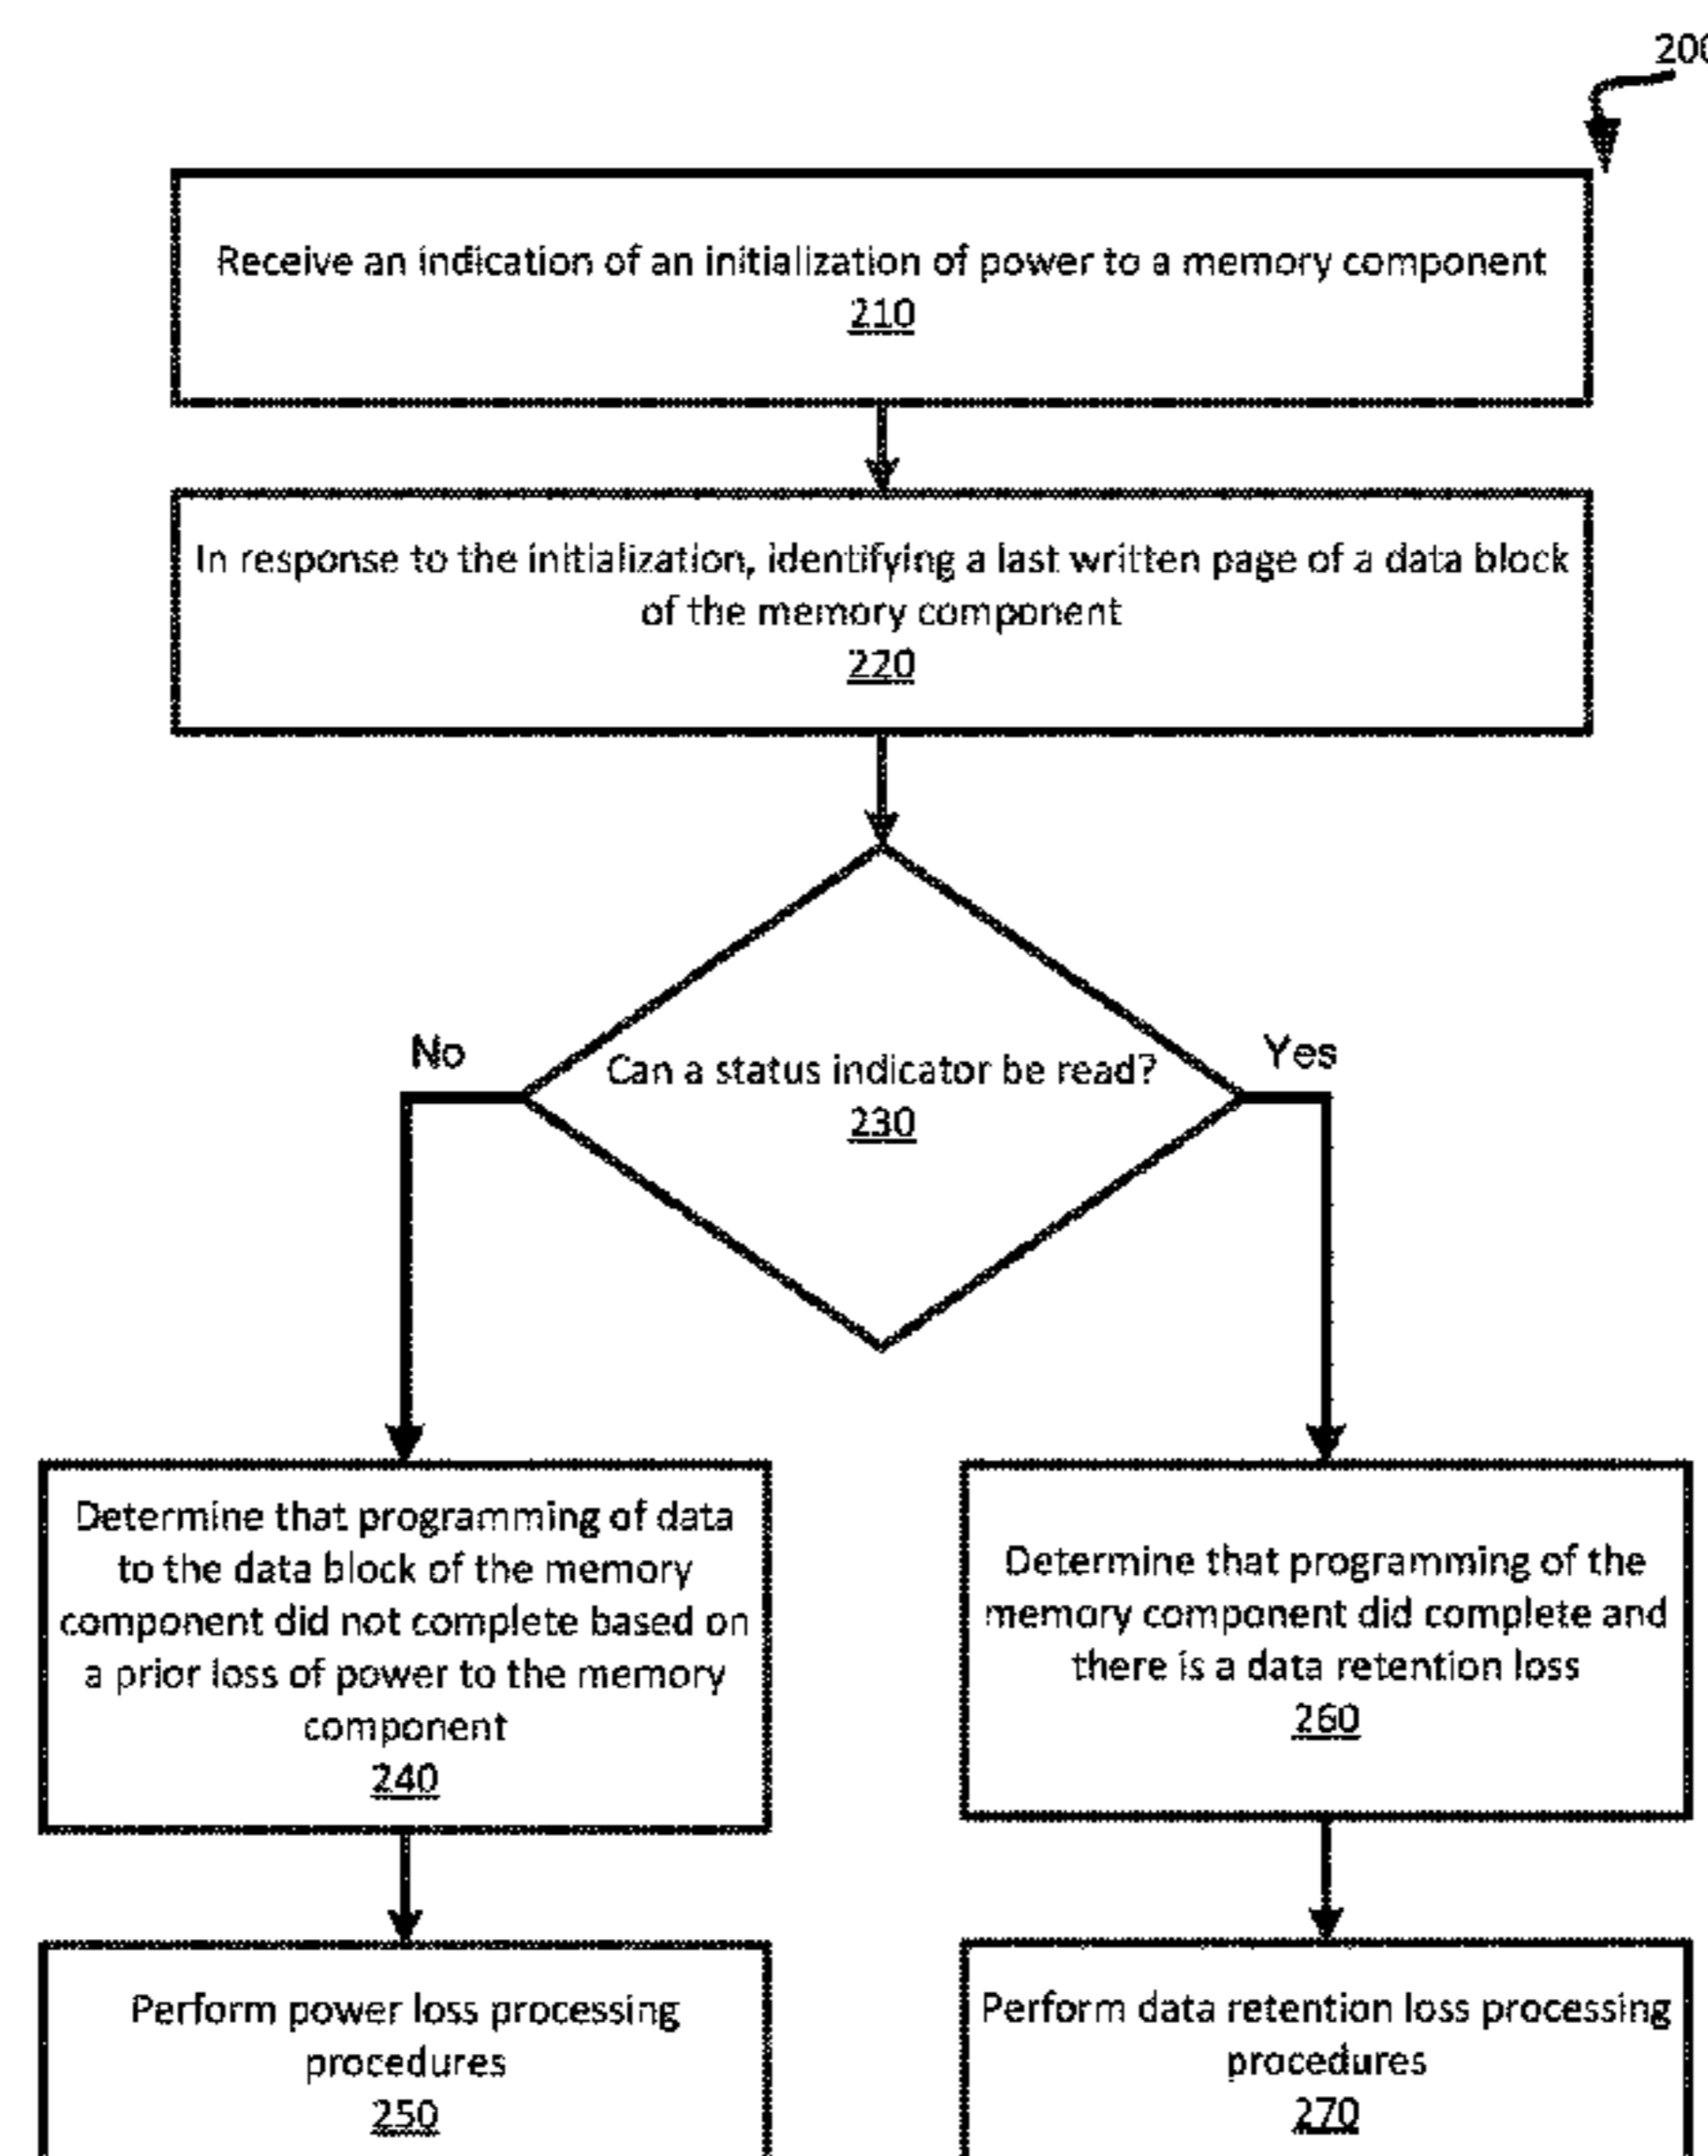 200
Receive an indication of an initialization of power to a memory component
210
In response to the initialization, identifying a last written page of a data block
of the memory component
220
Can a status indicator be read?
230
No
Yes
Determine that programming of data
to the data block of the memory
component did not complete based on
a prior loss of power to the memory
component
240
Determine that programming of the
memory component did complete and
there is a data retention loss
260
Perform power loss processing
procedures
250
Perform data retention loss processing
procedures
270